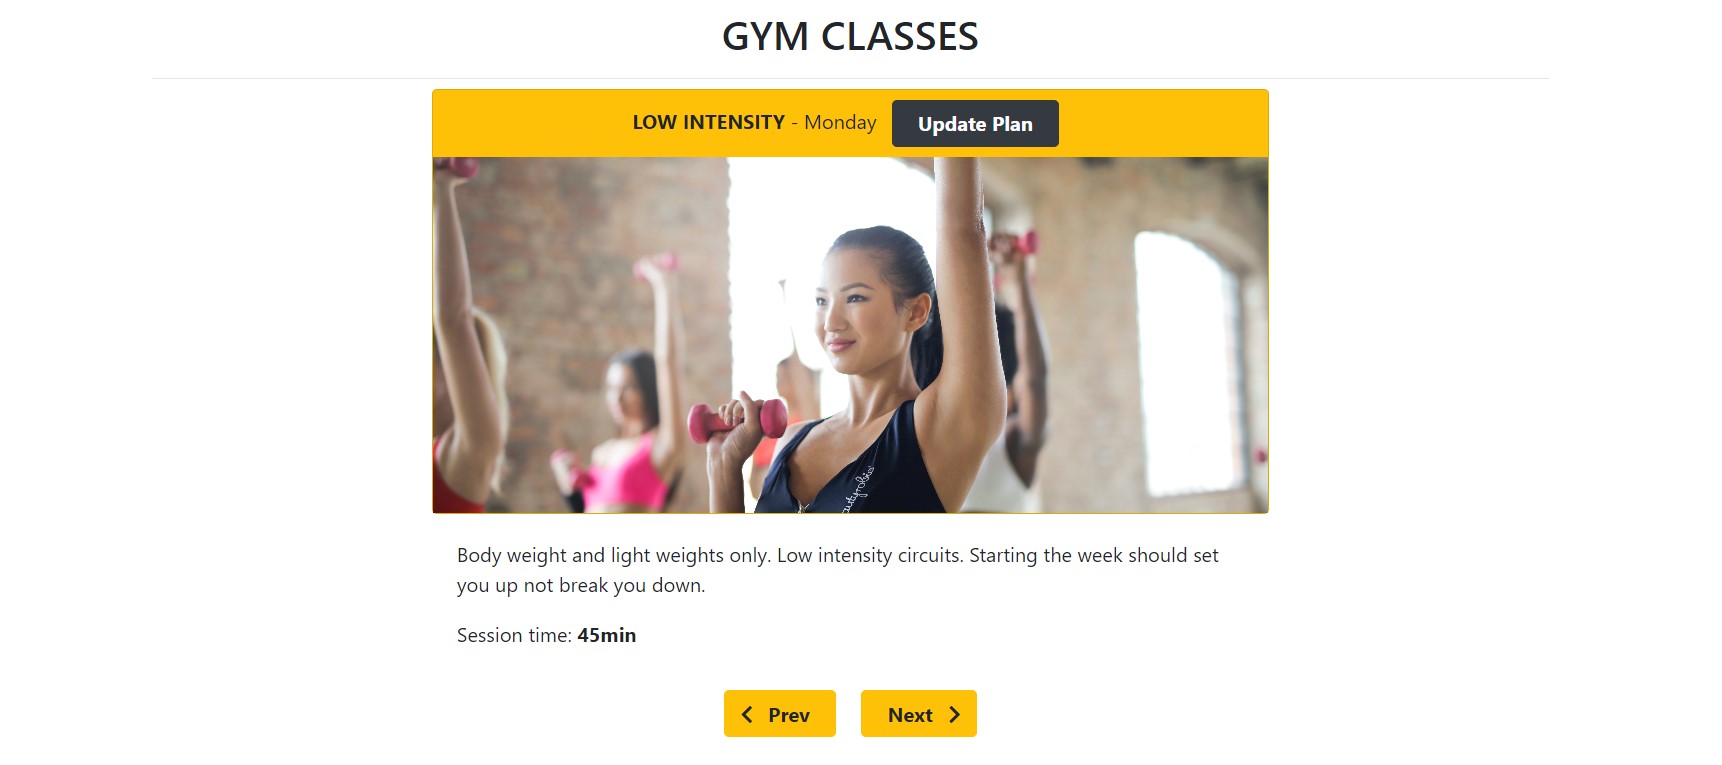 GYM CLASSES
LOW INTENSITY - Monday Update Plan
Body weight and light weights only. Low intensity circuits. Starting the week should set
you up not break you down.
Session time: 45min
Prev Next